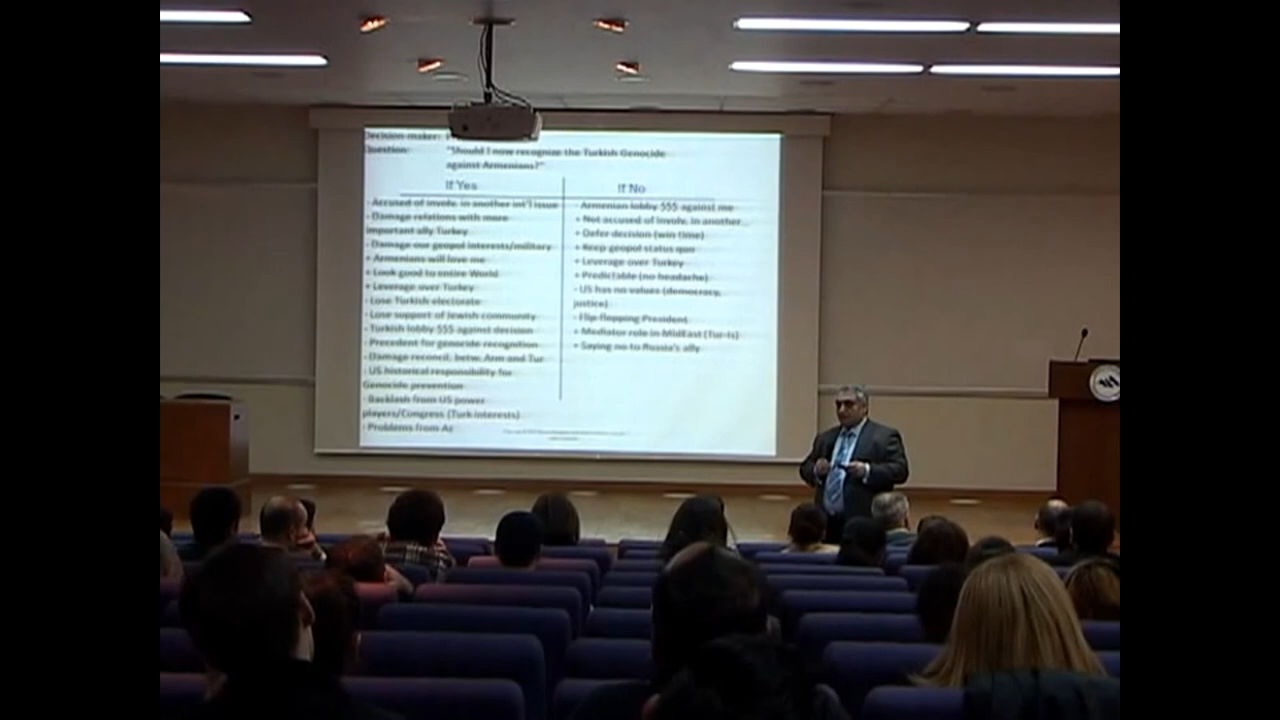 Decision-maker: P
Question: "Should I now recognize the Turkish Genocide
against Armenians?"
If Yes
- Accused of involv. in another int'l issue
- Damage relations with more
important ally Turkey
- Damage our geopol interests/military
+ Armenians will love me
+ Look good to entire World
+ Leverage over Turkey
- Lose Turkish electorate
- Lose support of Jewish community
- Turkish lobby $$$ against decision
- Precedent for genocide recognition
- Damage reconcil. betw. Arm and Tur
- US historical responsibility for
Genocide prevention
- Backlash from US power
players/Congress (Turk interests)
- Problems from Az
If No
- Armenian lobby $$$ against me
+ Not accused of involv. in another...
+ Defer decision (win time)
+ Keep geopol status quo
+ Leverage over Turkey
+ Predictable (no headache)
- US has no values (democracy,
justice)
- Flip-flopping President
+ Mediator role in MidEast (Tur-Is)
+ Saying no to Russia's ally